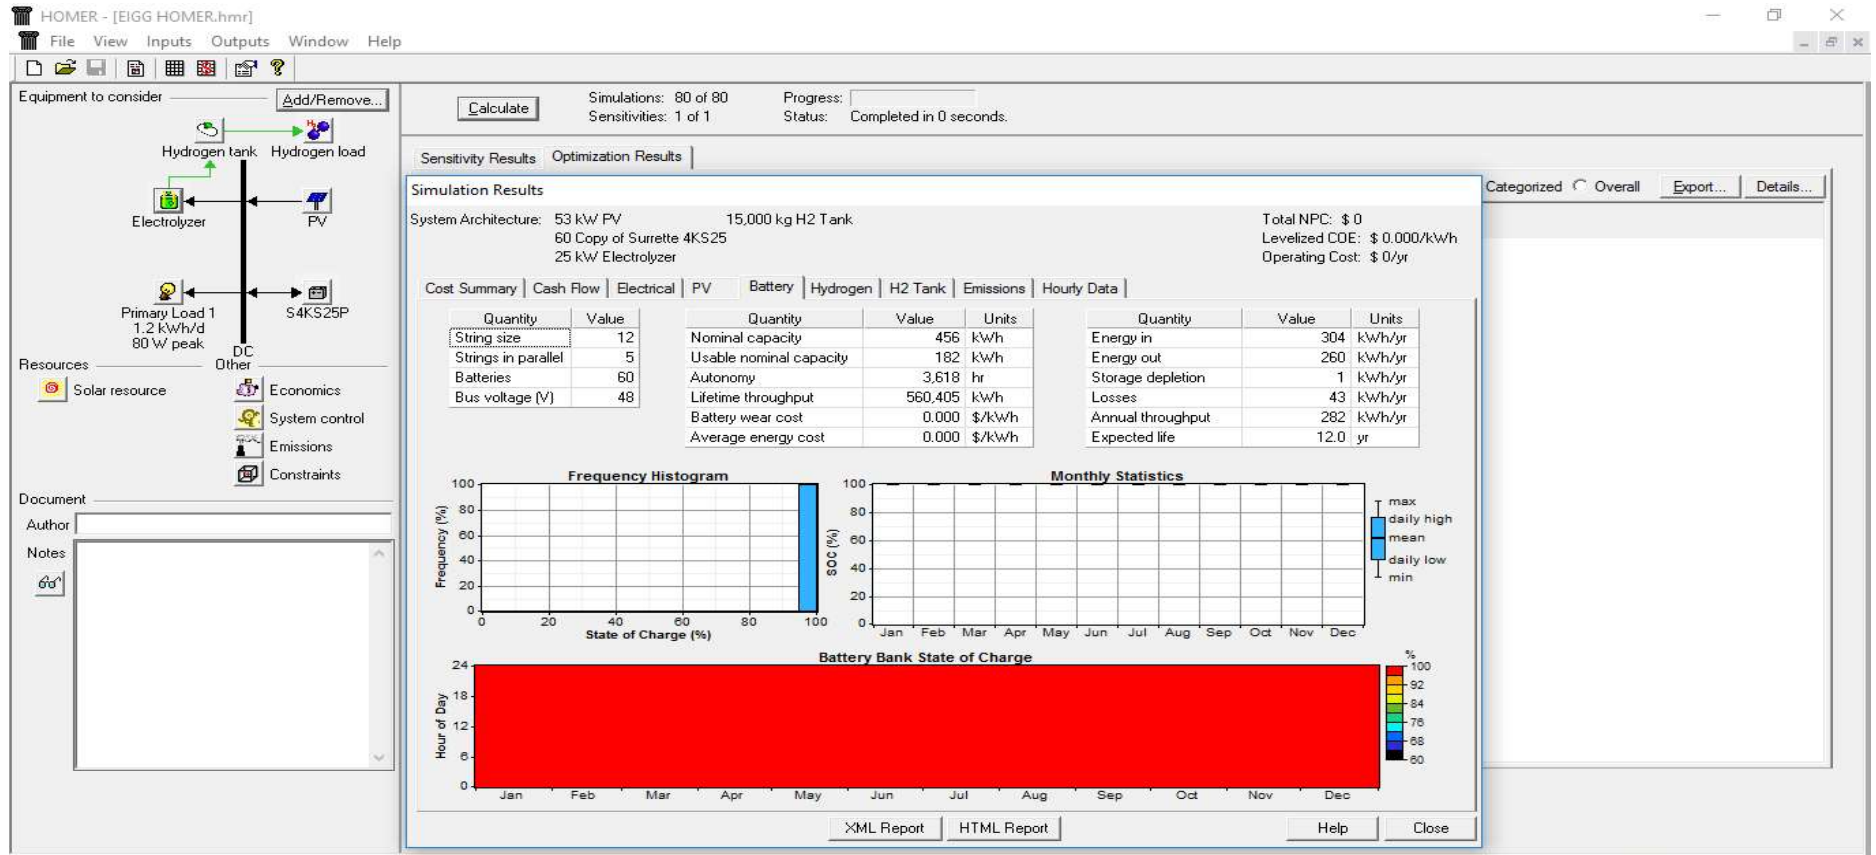 HOMER - [EIGG HOMER.hmr]
File View Inputs Outputs Window Help
Equipment to consider
Add/Remove...
Hydrogen tank
H2
Hydrogen load
Electrolyzer
PV
Primary Load 1
1.2 kWh/d
80 W peak
S4KS25P
DC
Resources
Other
Solar resource
Economics
System control
Emissions
Constraints
Document
Author
Notes
Calculate
Simulations: 80 of 80
Progress:
Sensitivities: 1 of 1
Status: Completed in 0 seconds.
Sensitivity Results
Optimization Results
Categorized
Overall
Export...
Details...
Simulation Results
System Architecture: 53 kW PV 15,000 kg H2 Tank
60 Copy of Surrette 4KS25
25 kW Electrolyzer
Total NPC: $ 0
Levelized COE: $ 0.000/kWh
Operating Cost: $ 0/yr
Cost Summary Cash Flow Electrical PV Battery Hydrogen H2 Tank Emissions Hourly Data
Quantity Value
String size 12
Strings in parallel 5
Batteries 60
Bus voltage (V) 48
Quantity Value Units
Nominal capacity 456 kWh
Usable nominal capacity 182 kWh
Autonomy 3,618 hr
Lifetime throughput 560,405 kWh
Battery wear cost 0.000 $/kWh
Average energy cost 0.000 $/kWh
Quantity Value Units
Energy in 304 kWh/yr
Energy out 260 kWh/yr
Storage depletion 1 kWh/yr
Losses 43 kWh/yr
Annual throughput 282 kWh/yr
Expected life 12.0 yr
Frequency Histogram
Frequency (%)
100
80
60
40
20
0
0 20 40 60 80 100
State of Charge (%)
Monthly Statistics
SOC (%)
100
80
60
40
20
0
Jan Feb Mar Apr May Jun Jul Aug Sep Oct Nov Dec
max
daily high
mean
daily low
min
Battery Bank State of Charge
Hour of Day
24
18
12
6
0
Jan Feb Mar Apr May Jun Jul Aug Sep Oct Nov Dec
%
100
92
84
76
68
60
XML Report
HTML Report
Help
Close